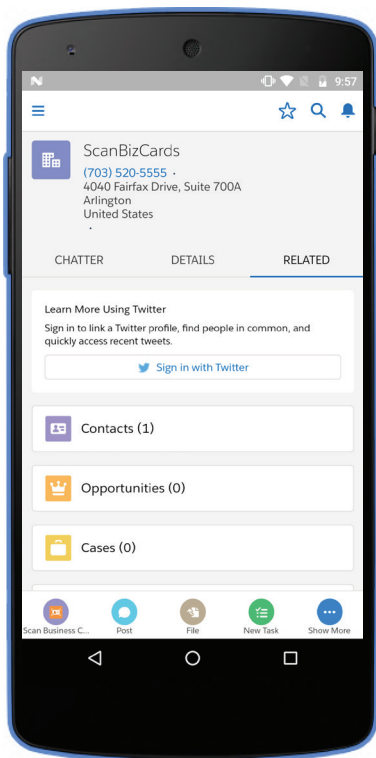 9:57
ScanBizCards
(703) 520-5555 ·
4040 Fairfax Drive, Suite 700A
Arlington
United States
·
CHATTER DETAILS RELATED
Learn More Using Twitter
Sign in to link a Twitter profile, find people in common, and
quickly access recent tweets.
Sign in with Twitter
Contacts (1)
Opportunities (0)
Cases (0)
Scan Business C... Post File New Task Show More